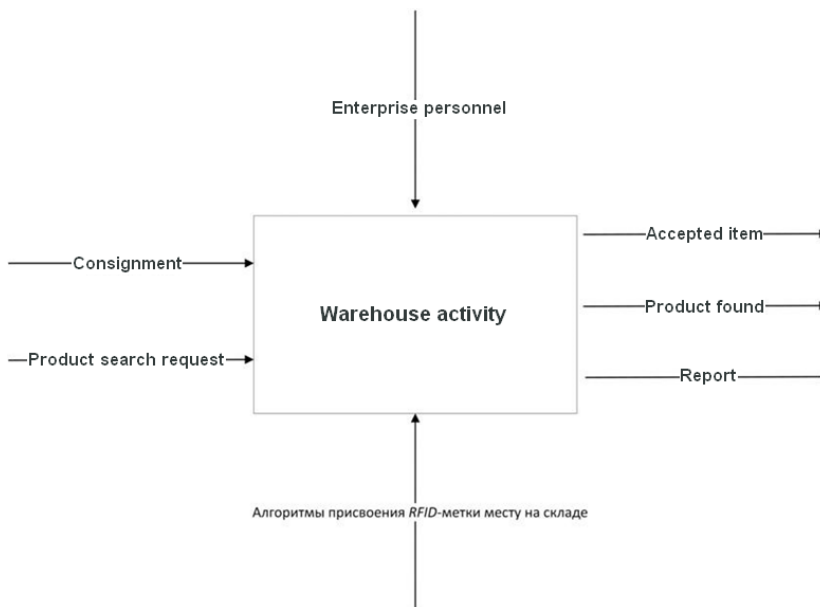 Enterprise personnel
Consignment
Product search request
Warehouse activity
Accepted item
Product found
Report
Алгоритмы присвоения RFID-метки месту на складе